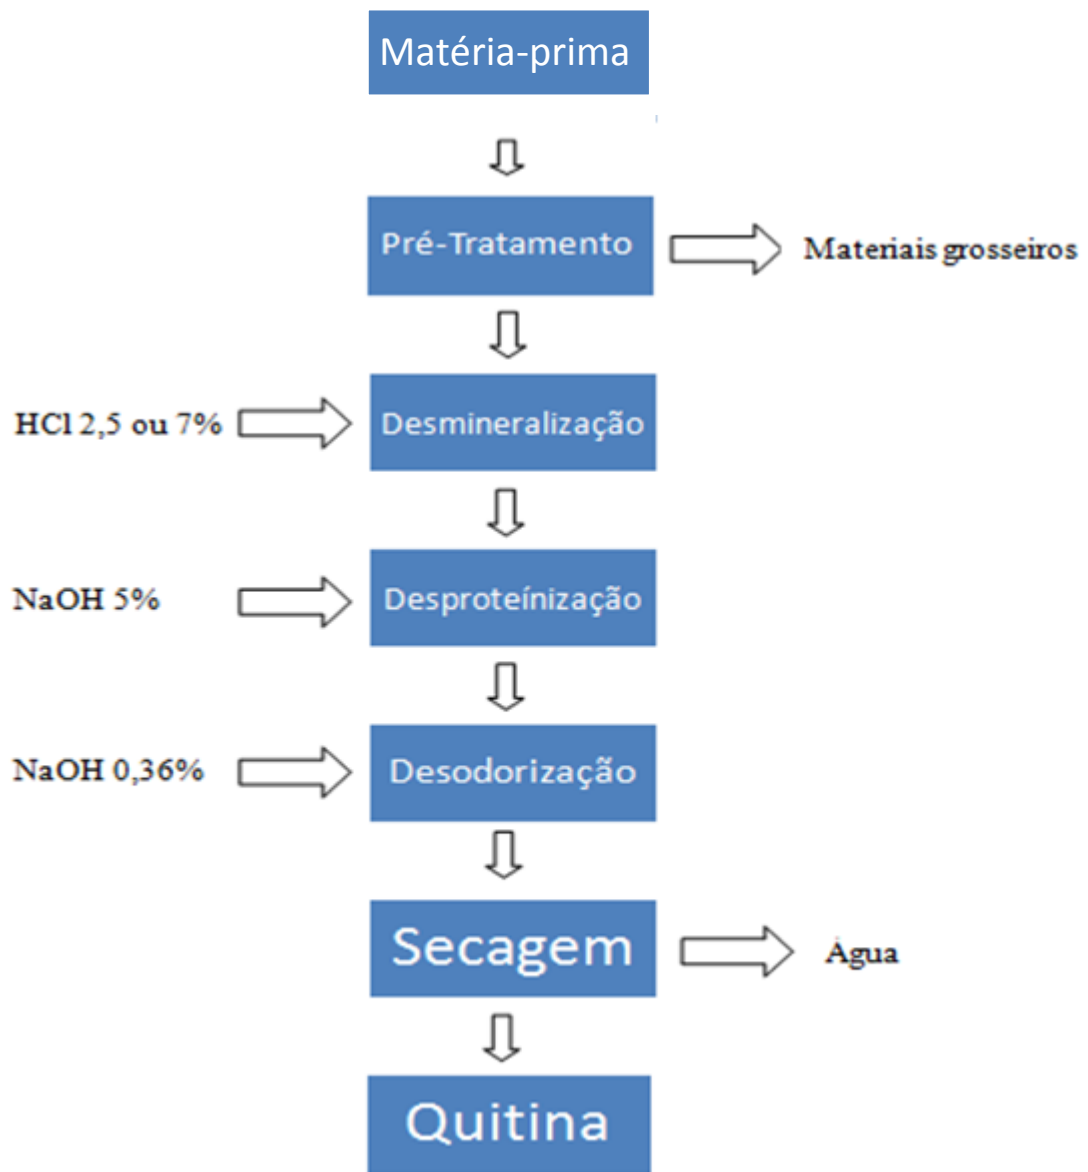 Matéria-prima
Pré-Tratamento
Materiais grosseiros
HCl 2,5 ou 7%
Desmineralização
NaOH 5%
Desproteínização
NaOH 0,36%
Desodorização
Secagem
Água
Quitina